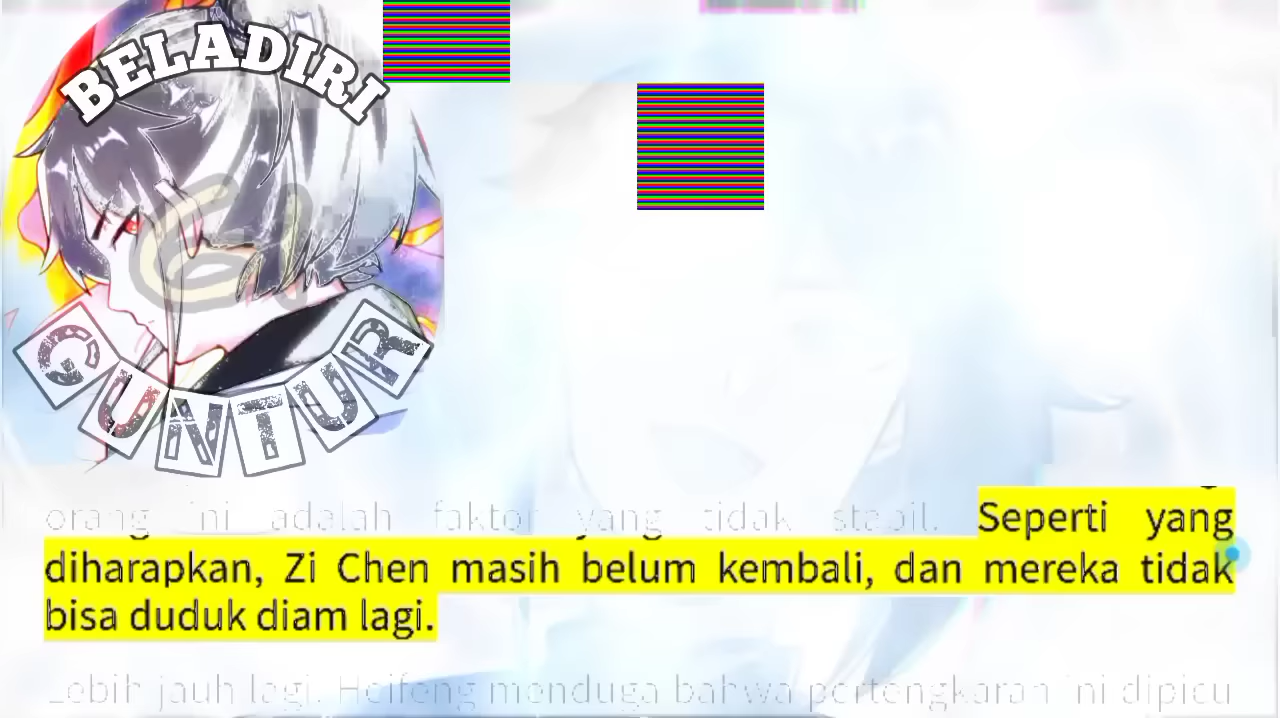 BELADIRI
GUNTUR
orang ini adalah faktor yang tidak stabil. Seperti yang
diharapkan, Zi Chen masih belum kembali, dan mereka tidak
bisa duduk diam lagi.
Lebih jauh lagi, Heifeng menduga bahwa pertengkaran ini dipicu